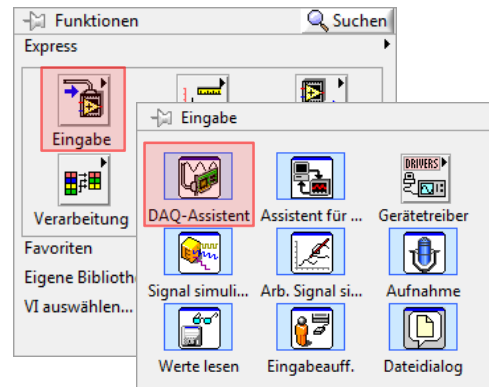 Funktionen
Suchen
Express
Eingabe
Verarbeitung
Favoriten
Eigene Biblioth
VI auswählen...
Eingabe
DAQ-Assistent Assistent für ... Gerätetreiber
DRIVERS
Signal simuli... Arb. Signal si... Aufnahme
Werte lesen Eingabeauff. Dateidialog